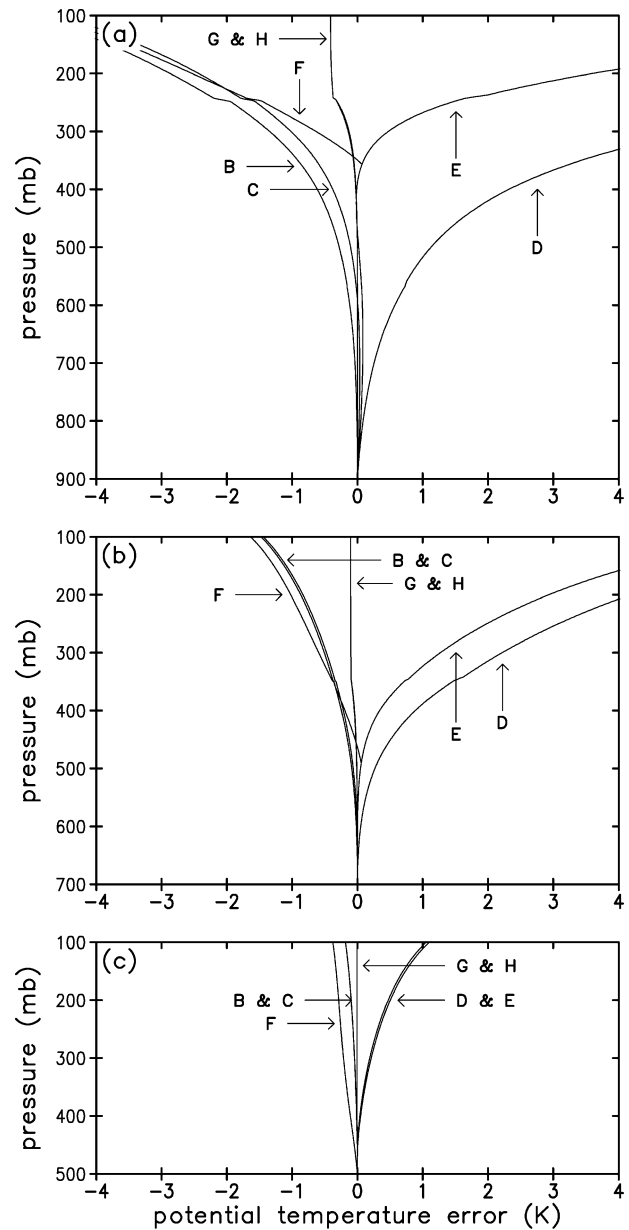 (a)
G & H
F
B
C
E
D
100
200
300
400
500
600
700
800
900
pressure (mb)
-4 -3 -2 -1 0 1 2 3 4
(b)
B & C
G & H
F
E
D
100
200
300
400
500
600
700
pressure (mb)
-4 -3 -2 -1 0 1 2 3 4
(c)
G & H
B & C
D & E
F
100
200
300
400
500
pressure (mb)
-4 -3 -2 -1 0 1 2 3 4
potential temperature error (K)